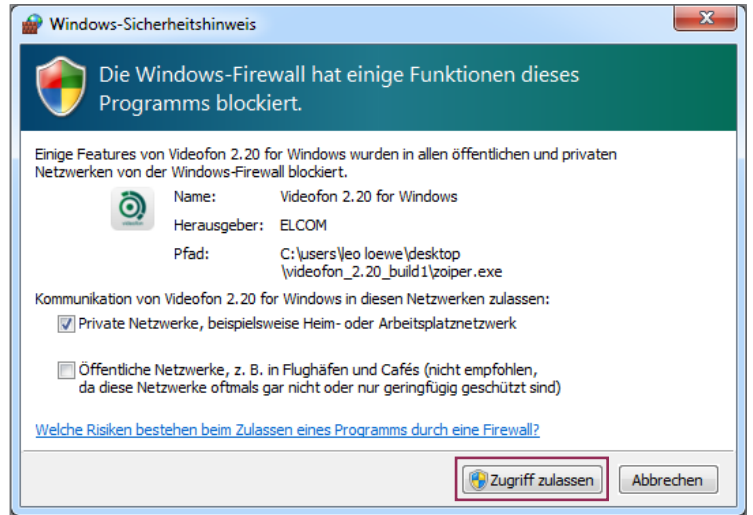 Windows-Sicherheitshinweis
Die Windows-Firewall hat einige Funktionen dieses
Programms blockiert.
Einige Features von Videofon 2.20 for Windows wurden in allen öffentlichen und privaten
Netzwerken von der Windows-Firewall blockiert.
Name: Videofon 2.20 for Windows
Herausgeber: ELCOM
Pfad: C:\users\leo loewe\desktop
\videofon_2.20_build1\zoiper.exe
Kommunikation von Videofon 2.20 for Windows in diesen Netzwerken zulassen:
Private Netzwerke, beispielsweise Heim- oder Arbeitsplatznetzwerk
Öffentliche Netzwerke, z. B. in Flughäfen und Cafés (nicht empfohlen,
da diese Netzwerke oftmals gar nicht oder nur geringfügig geschützt sind)
Welche Risiken bestehen beim Zulassen eines Programms durch eine Firewall?
Zugriff zulassen Abbrechen